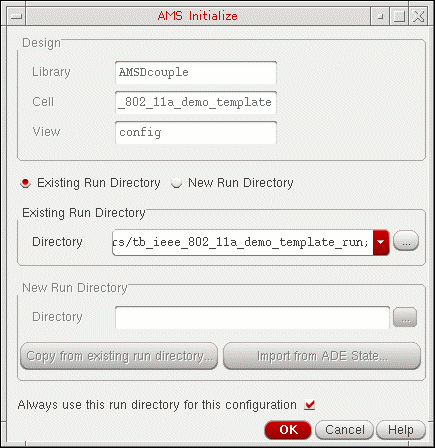 AMS Initialize
Design
Library AMSDcouple
Cell _802_11a_demo_template
View config
Existing Run Directory New Run Directory
Existing Run Directory
Directory rs/tb_ieee_802_11a_demo_template_run; ...
New Run Directory
Directory ...
Copy from existing run directory... Import from ADE State...
Always use this run directory for this configuration
OK Cancel Help